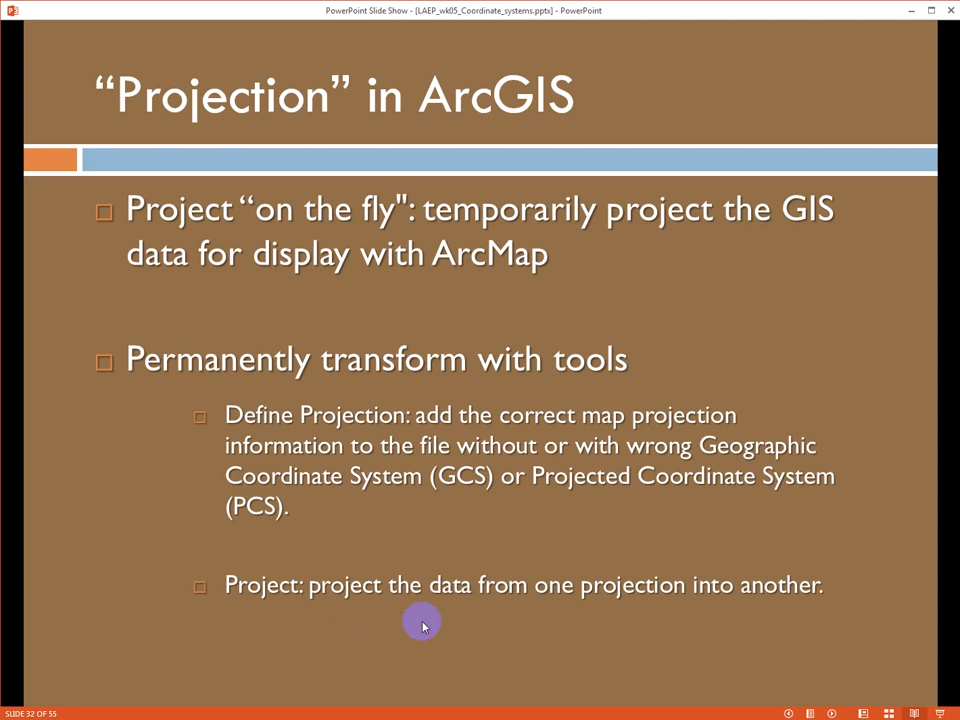 PowerPoint Slide Show - [LAEP_wk05_Coordinate_systems.pptx] - PowerPoint
“Projection” in ArcGIS
Project “on the fly": temporarily project the GIS
data for display with ArcMap
Permanently transform with tools
Define Projection: add the correct map projection
information to the file without or with wrong Geographic
Coordinate System (GCS) or Projected Coordinate System
(PCS).
Project: project the data from one projection into another.
SLIDE 32 OF 55